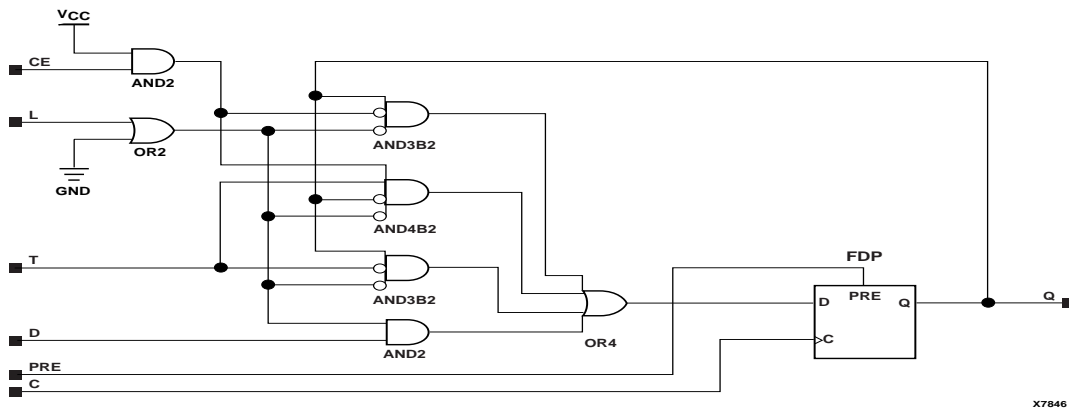 VCC
CE
AND2
L
OR2
GND
AND3B2
AND4B2
T
AND3B2
FDP
D
PRE
Q
Q
C
D
AND2
OR4
PRE
C
X7846